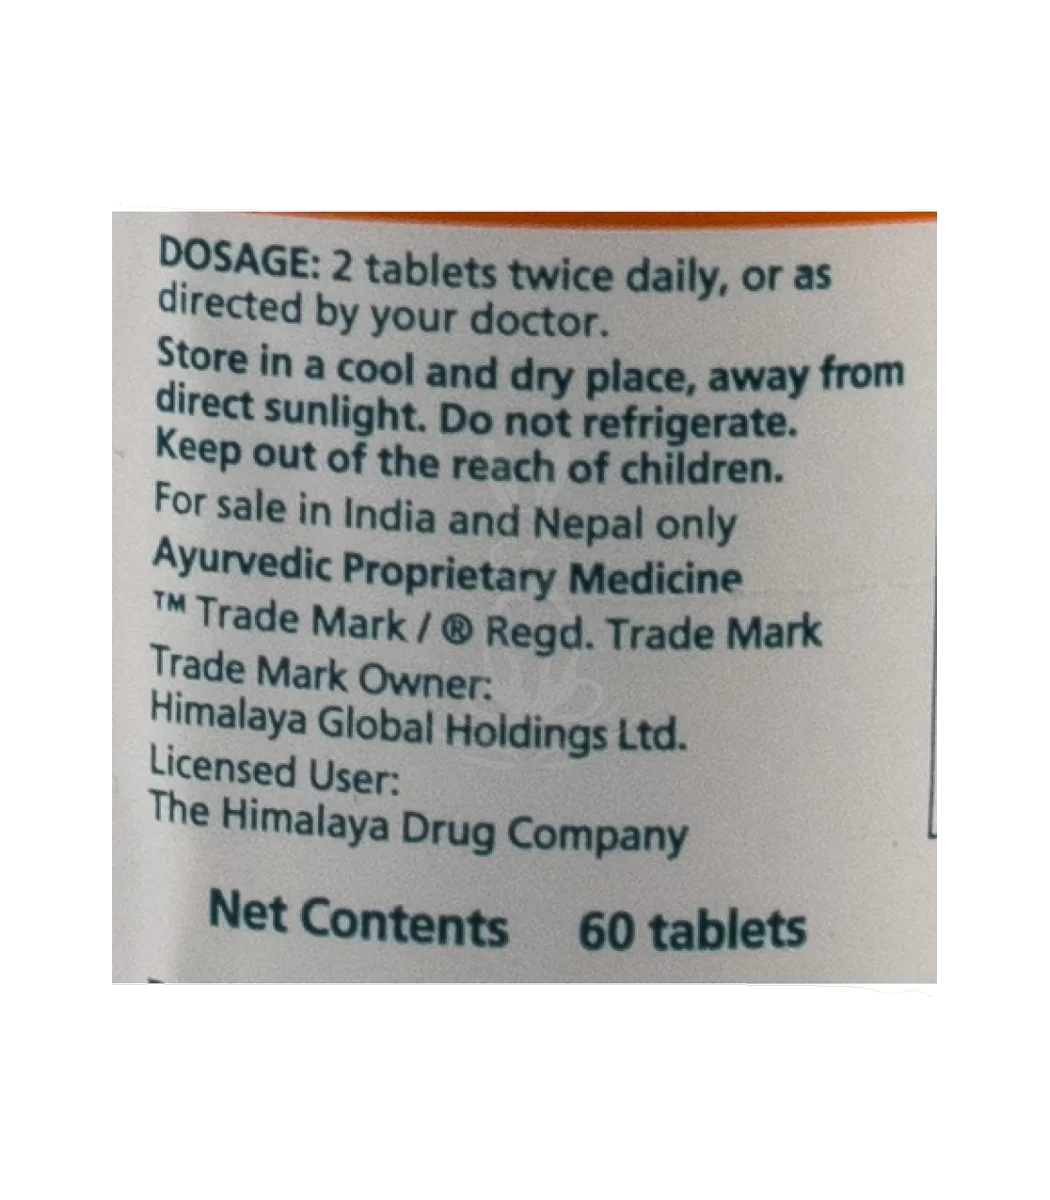 DOSAGE: 2 tablets twice daily, or as
directed by your doctor.
Store in a cool and dry place, away from
direct sunlight. Do not refrigerate.
Keep out of the reach of children.
For sale in India and Nepal only
Ayurvedic Proprietary Medicine
™ Trade Mark / ® Regd. Trade Mark
Trade Mark Owner:
Himalaya Global Holdings Ltd.
Licensed User:
The Himalaya Drug Company
Net Contents 60 tablets